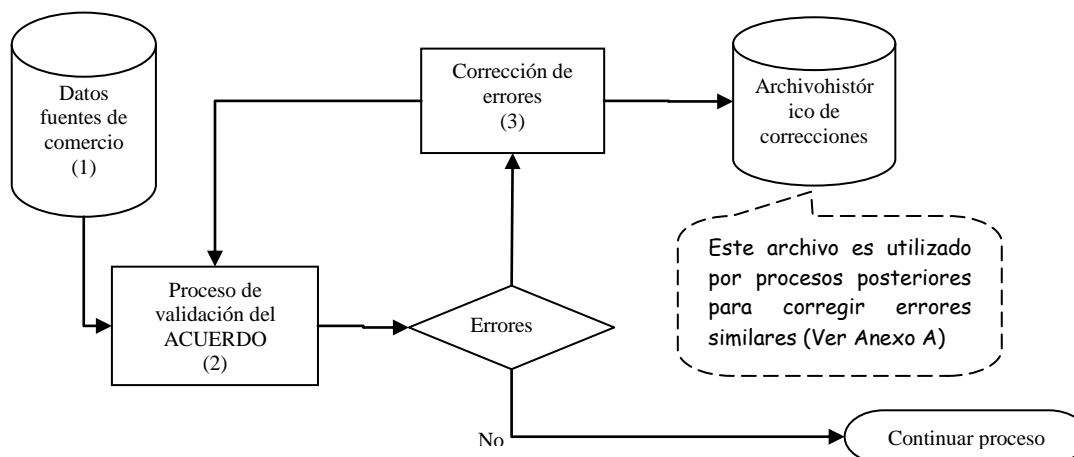 Datos
fuentes de
comercio
(1)
Corrección de
errores
(3)
Archivohistór
ico de
correcciones
Este archivo es utilizado
por procesos posteriores
para corregir errores
similares (Ver Anexo A)
Proceso de
validación del
ACUERDO
(2)
Errores
No
Continuar proceso